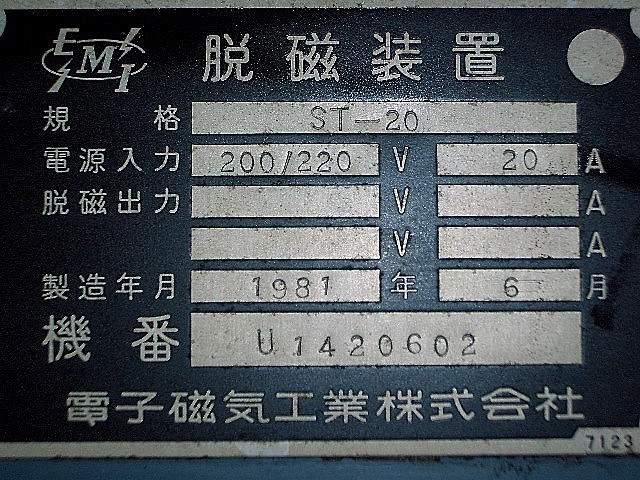 EMI 脱磁装置
規格 ST-20
電源入力 200/220 V 20 A
脱磁出力 V A
V A
製造年月 1981 年 6 月
機番 U1420602
電子磁気工業株式会社
7123